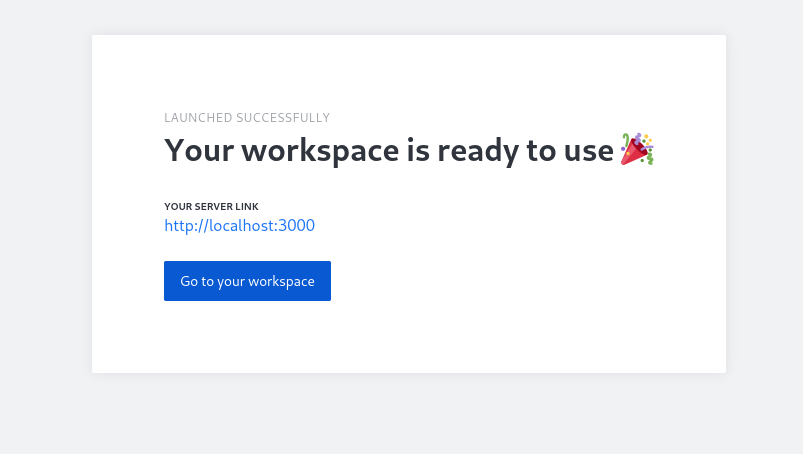 LAUNCHED SUCCESSFULLY
Your workspace is ready to use 🎉
YOUR SERVER LINK
http://localhost:3000
Go to your workspace